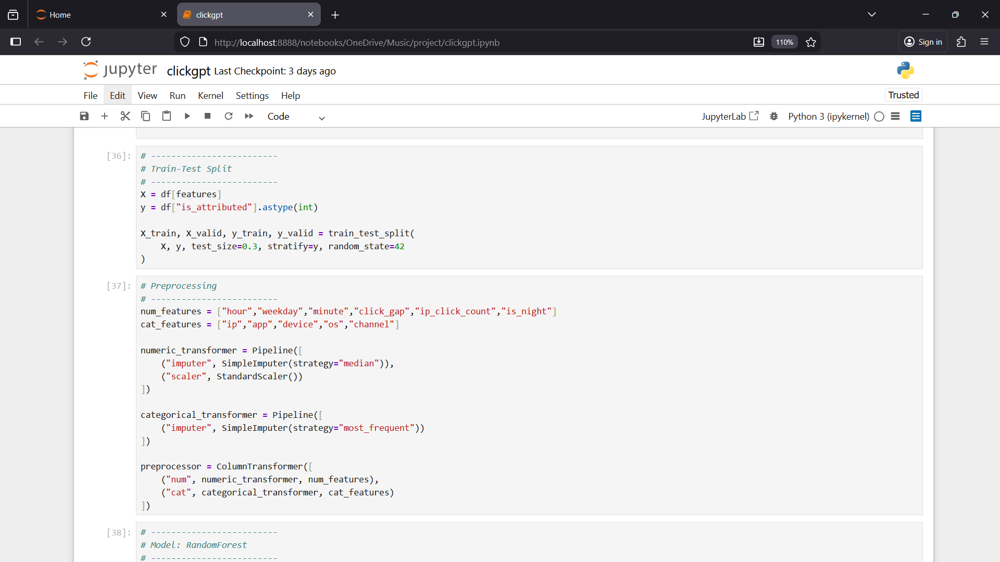 Home
clickgpt
http://localhost:8888/notebooks/OneDrive/Music/project/clickgpt.ipynb
110%
Sign in
jupyter clickgpt Last Checkpoint: 3 days ago
File Edit View Run Kernel Settings Help
Trusted
Code
JupyterLab
Python 3 (ipykernel)
[36]:
# -------------------------
# Train-Test Split
# -------------------------
X = df[features]
y = df["is_attributed"].astype(int)
X_train, X_valid, y_train, y_valid = train_test_split(
    X, y, test_size=0.3, stratify=y, random_state=42
)
[37]:
# Preprocessing
# -------------------------
num_features = ["hour","weekday","minute","click_gap","ip_click_count","is_night"]
cat_features = ["ip","app","device","os","channel"]
numeric_transformer = Pipeline([
    ("imputer", SimpleImputer(strategy="median")),
    ("scaler", StandardScaler())
])
categorical_transformer = Pipeline([
    ("imputer", SimpleImputer(strategy="most_frequent"))
])
preprocessor = ColumnTransformer([
    ("num", numeric_transformer, num_features),
    ("cat", categorical_transformer, cat_features)
])
[38]:
# -------------------------
# Model: RandomForest
# -------------------------